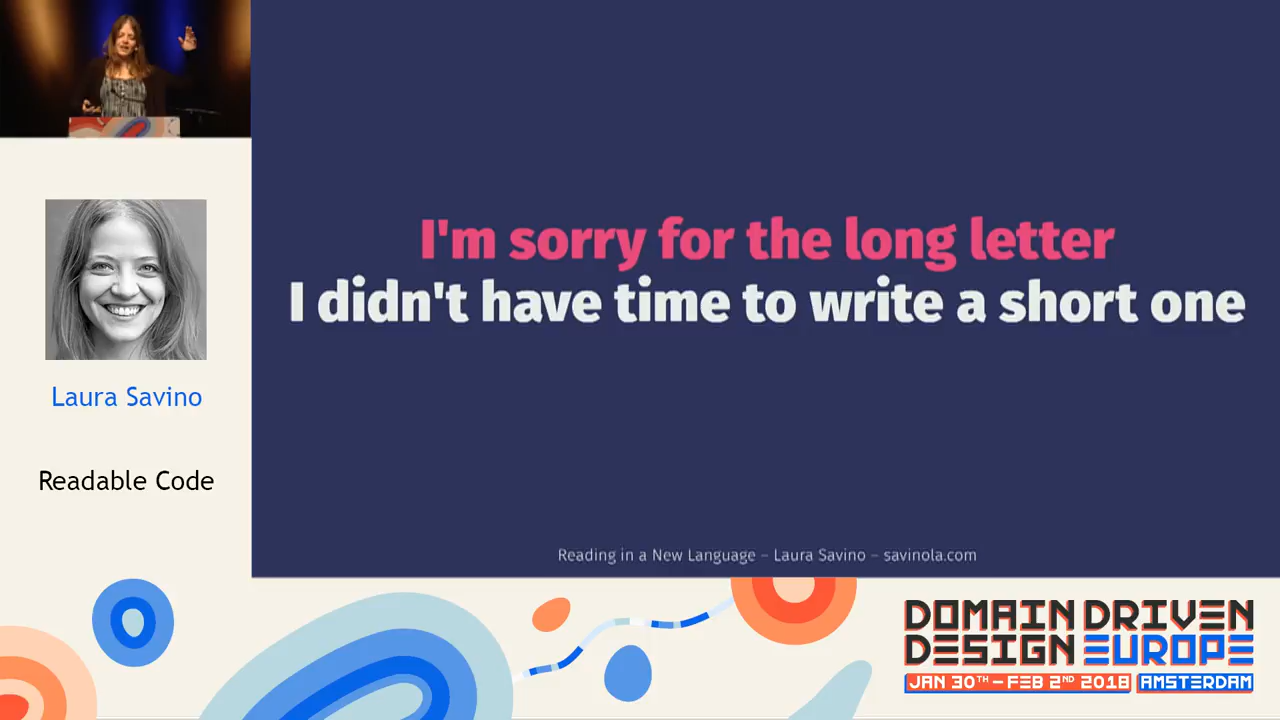 I'm sorry for the long letter
I didn't have time to write a short one
Laura Savino
Readable Code
Reading in a New Language – Laura Savino – savinola.com
DOMAIN DRIVEN
DESIGN EUROPE
JAN 30TH – FEB 2ND 2018 AMSTERDAM